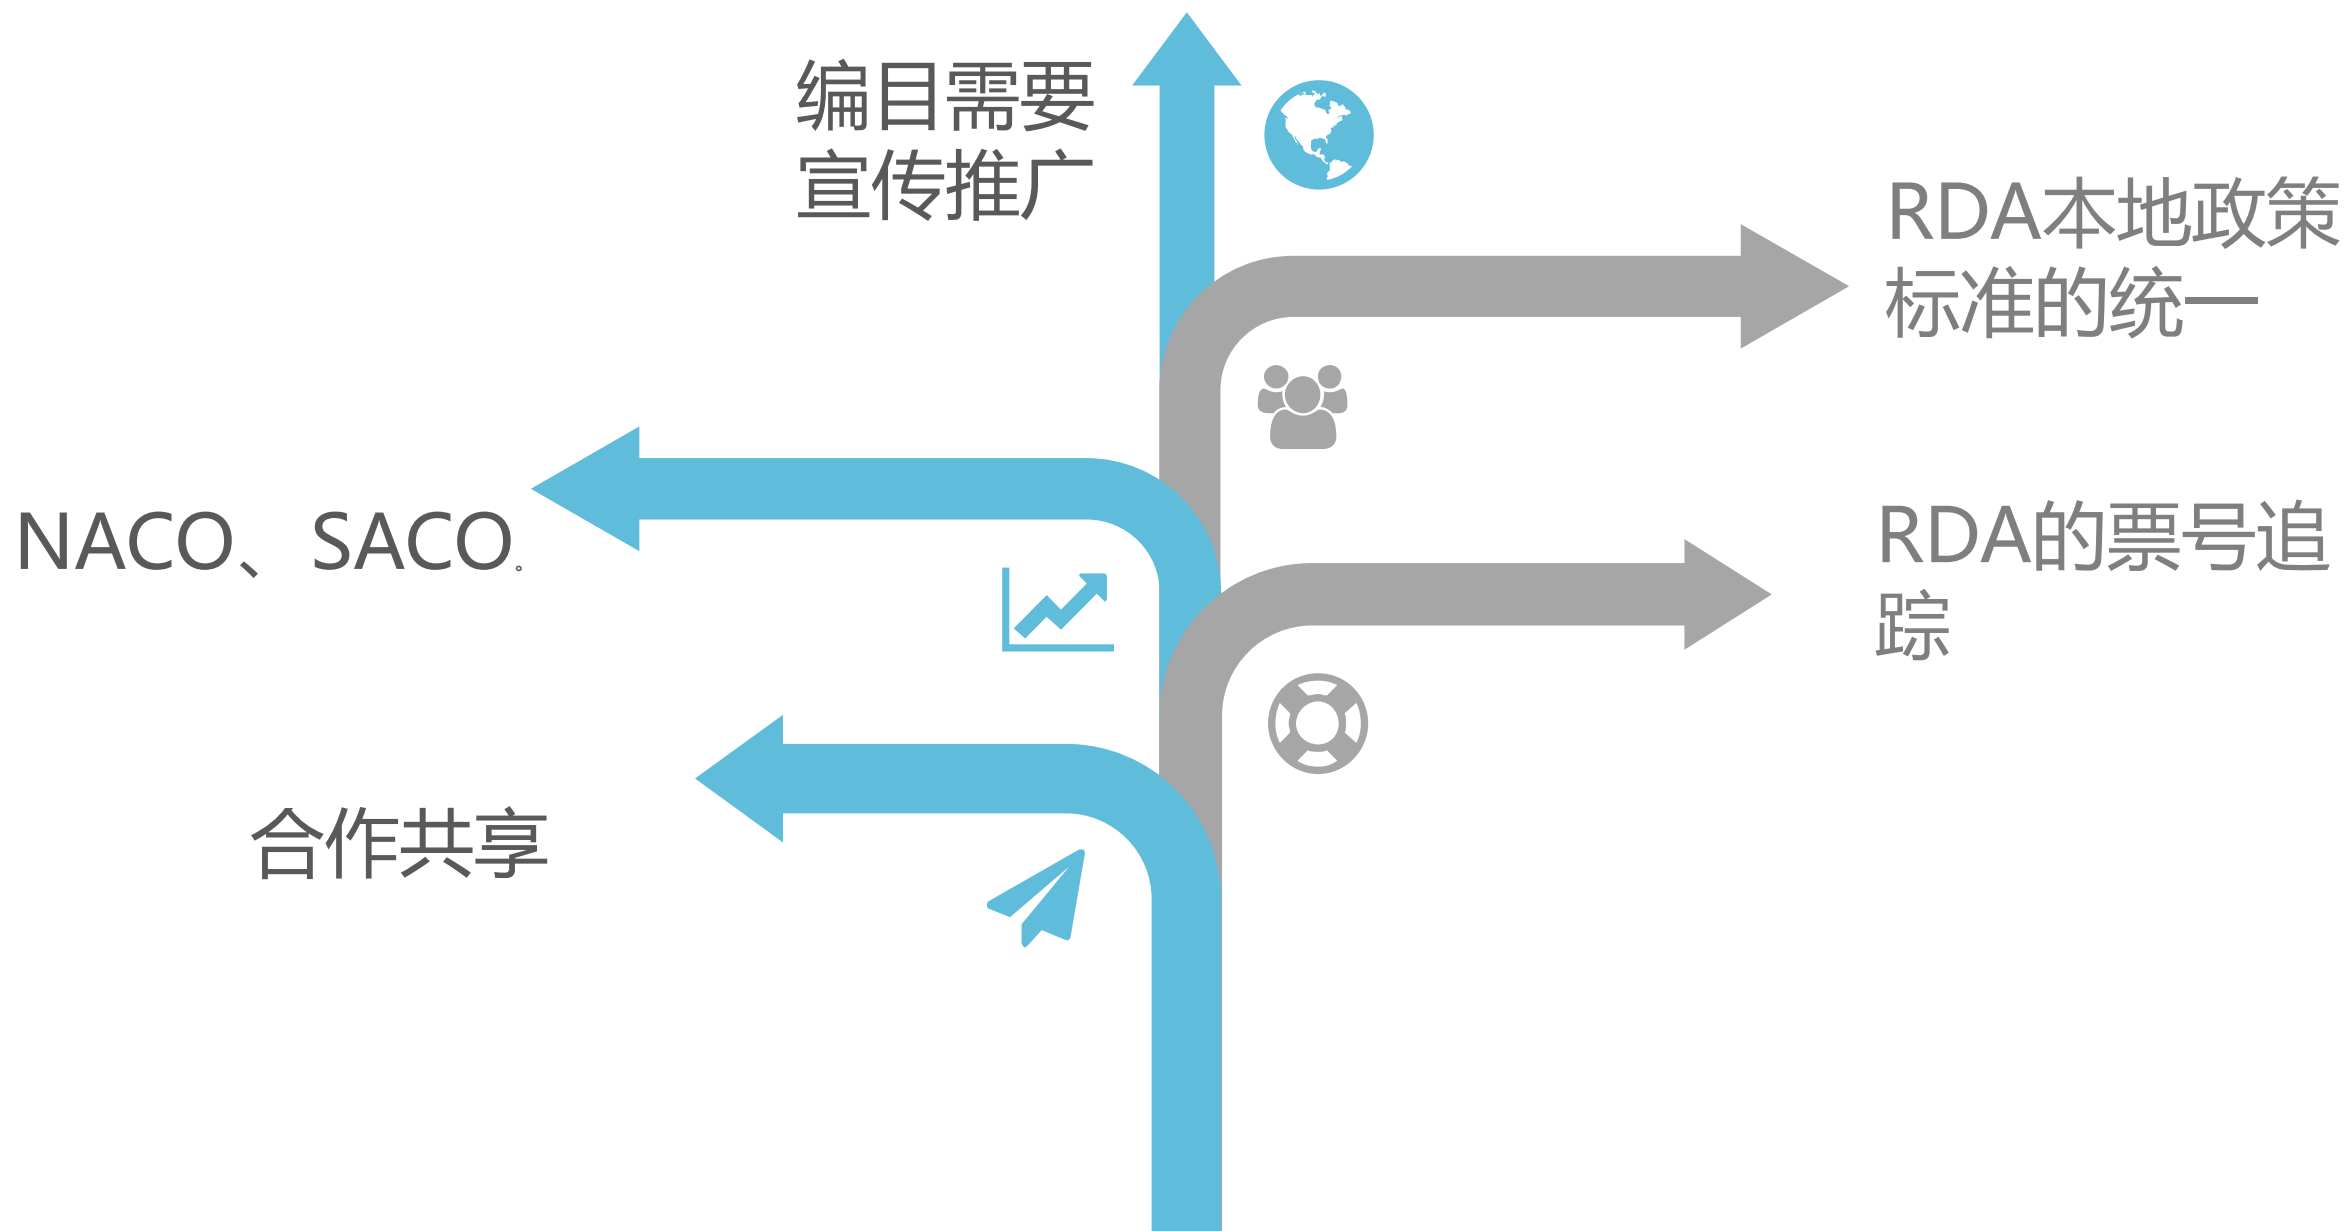 编目需要
宣传推广
RDA本地政策
标准的统一
NACO、SACO。
RDA的票号追
踪
合作共享